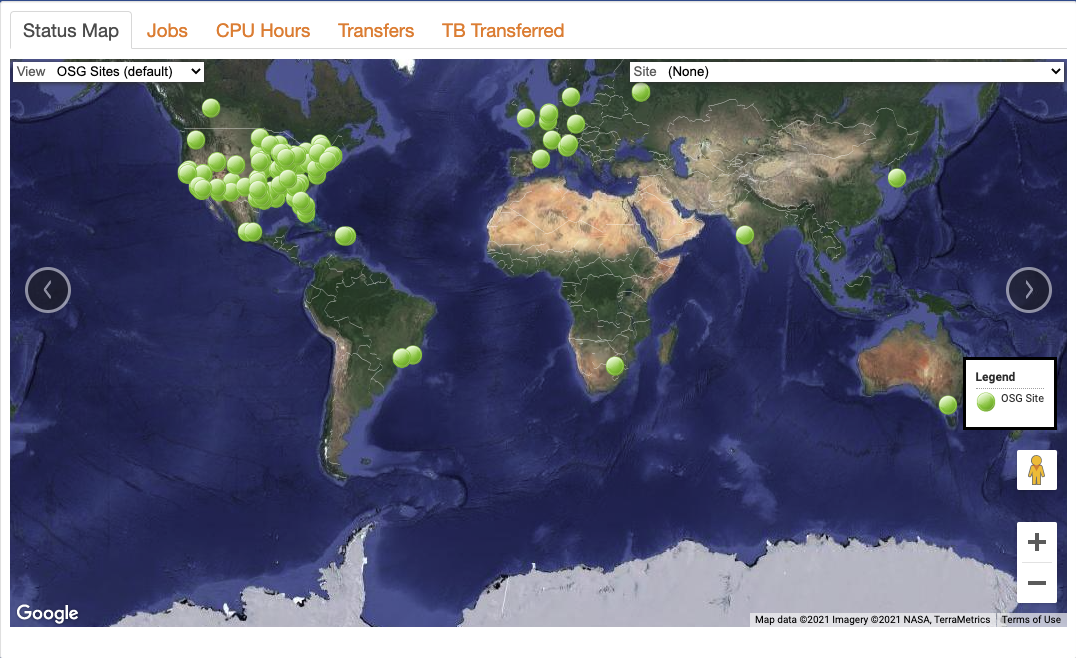 Status Map Jobs CPU Hours Transfers TB Transferred
View OSG Sites (default) Site (None)
Legend
OSG Site
Google
Map data ©2021 Imagery ©2021 NASA, TerraMetrics Terms of Use